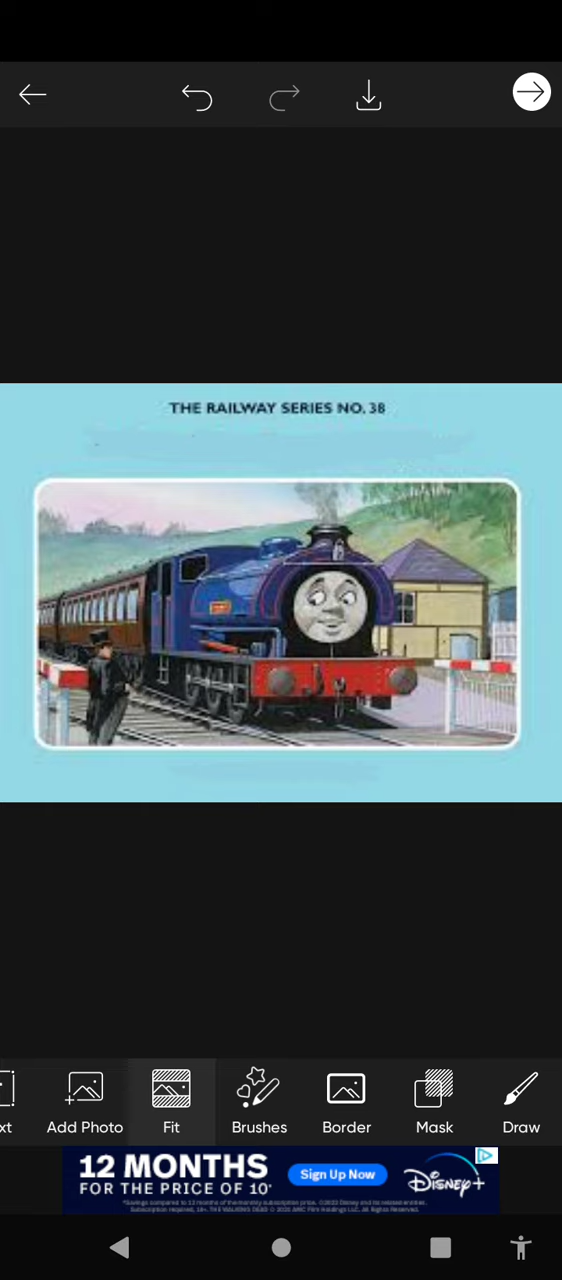 THE RAILWAY SERIES NO. 38
xt
Add Photo
Fit
Brushes
Border
Mask
Draw
12 MONTHS
FOR THE PRICE OF 10*
Sign Up Now
Disney+